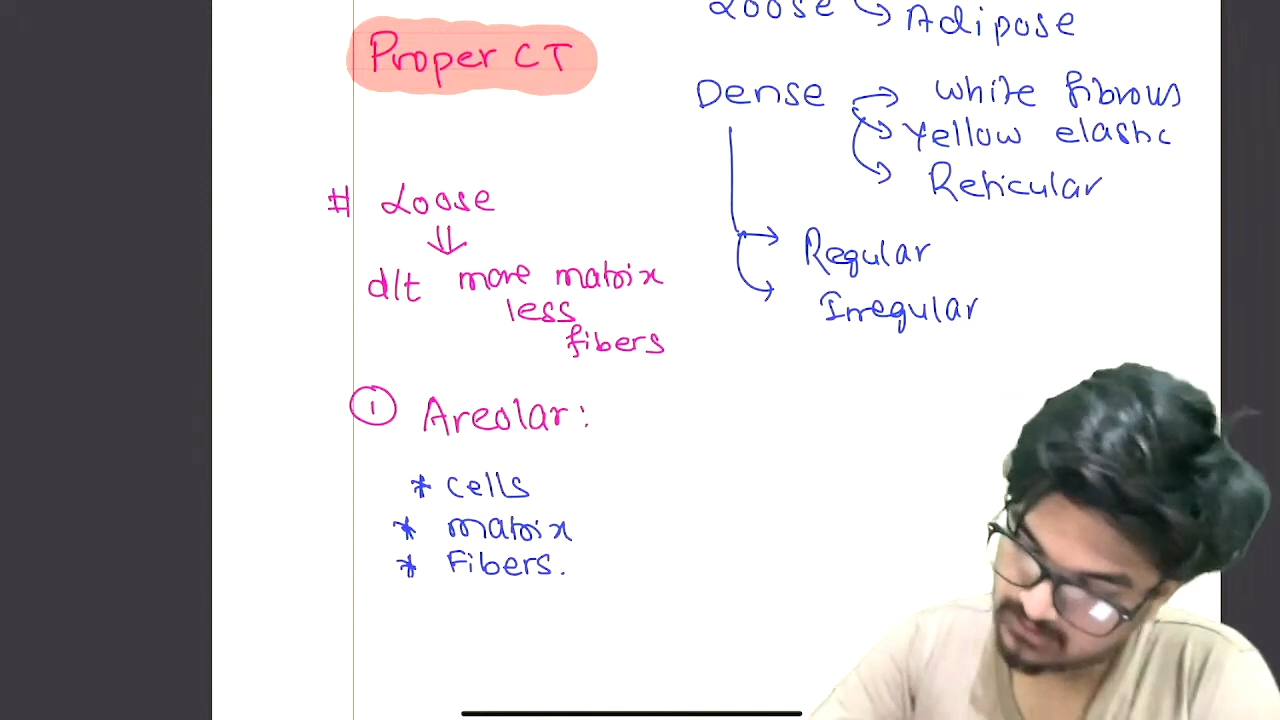 Loose → Adipose
Proper CT
Dense → White fibrous
→ Yellow elastic
→ Reticular
→ Regular
→ Irregular
# Loose
⇓
d/t more matrix
less
fibers
① Areolar:
* Cells
* Matrix
* Fibers.